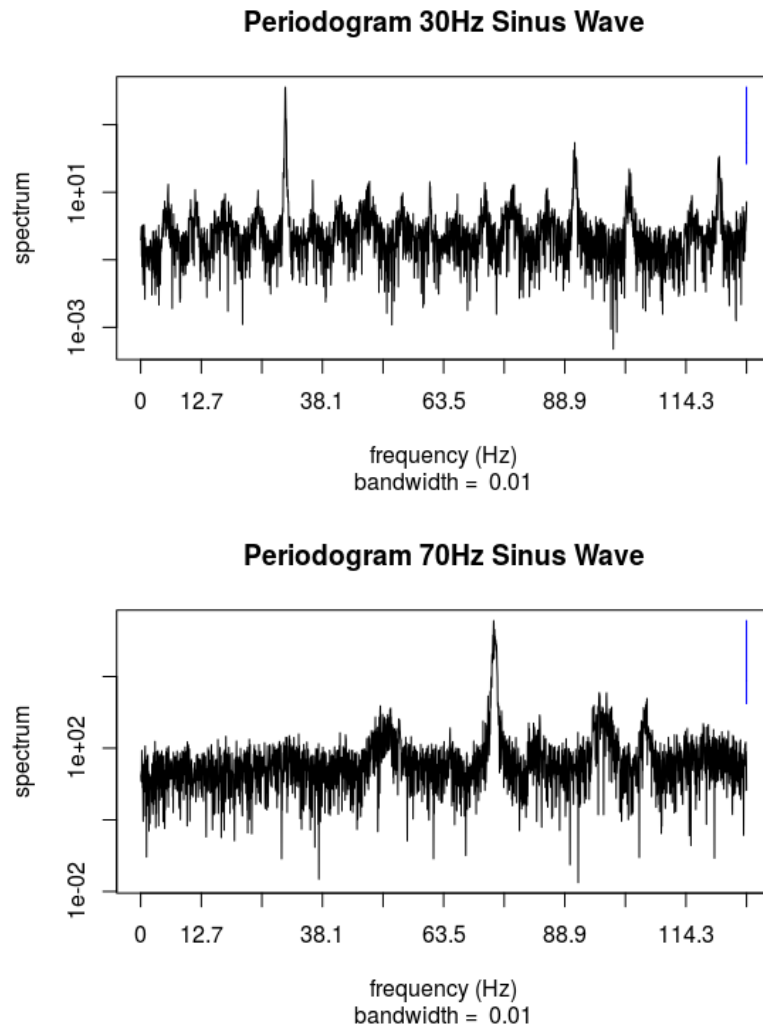 Periodogram 30Hz Sinus Wave
spectrum
1e+01
1e-03
0 12.7 38.1 63.5 88.9 114.3
frequency (Hz)
bandwidth = 0.01
Periodogram 70Hz Sinus Wave
spectrum
1e+02
1e-02
0 12.7 38.1 63.5 88.9 114.3
frequency (Hz)
bandwidth = 0.01